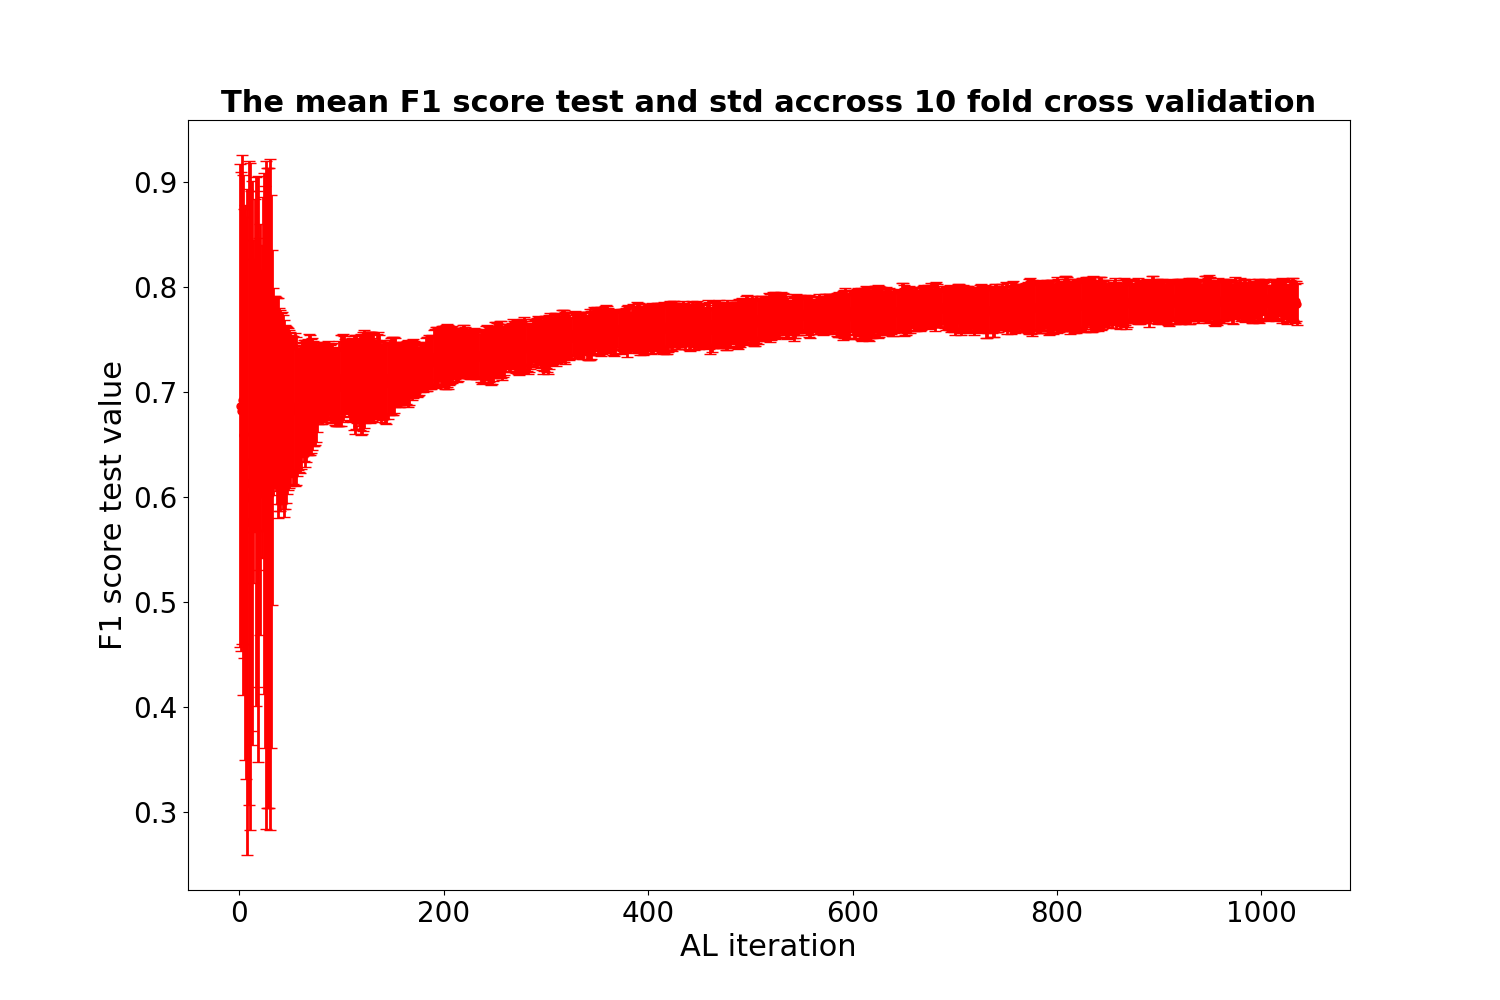 The mean F1 score test and std accross 10 fold cross validation
F1 score test value
0.9
0.8
0.7
0.6
0.5
0.4
0.3
0 200 400 600 800 1000
AL iteration